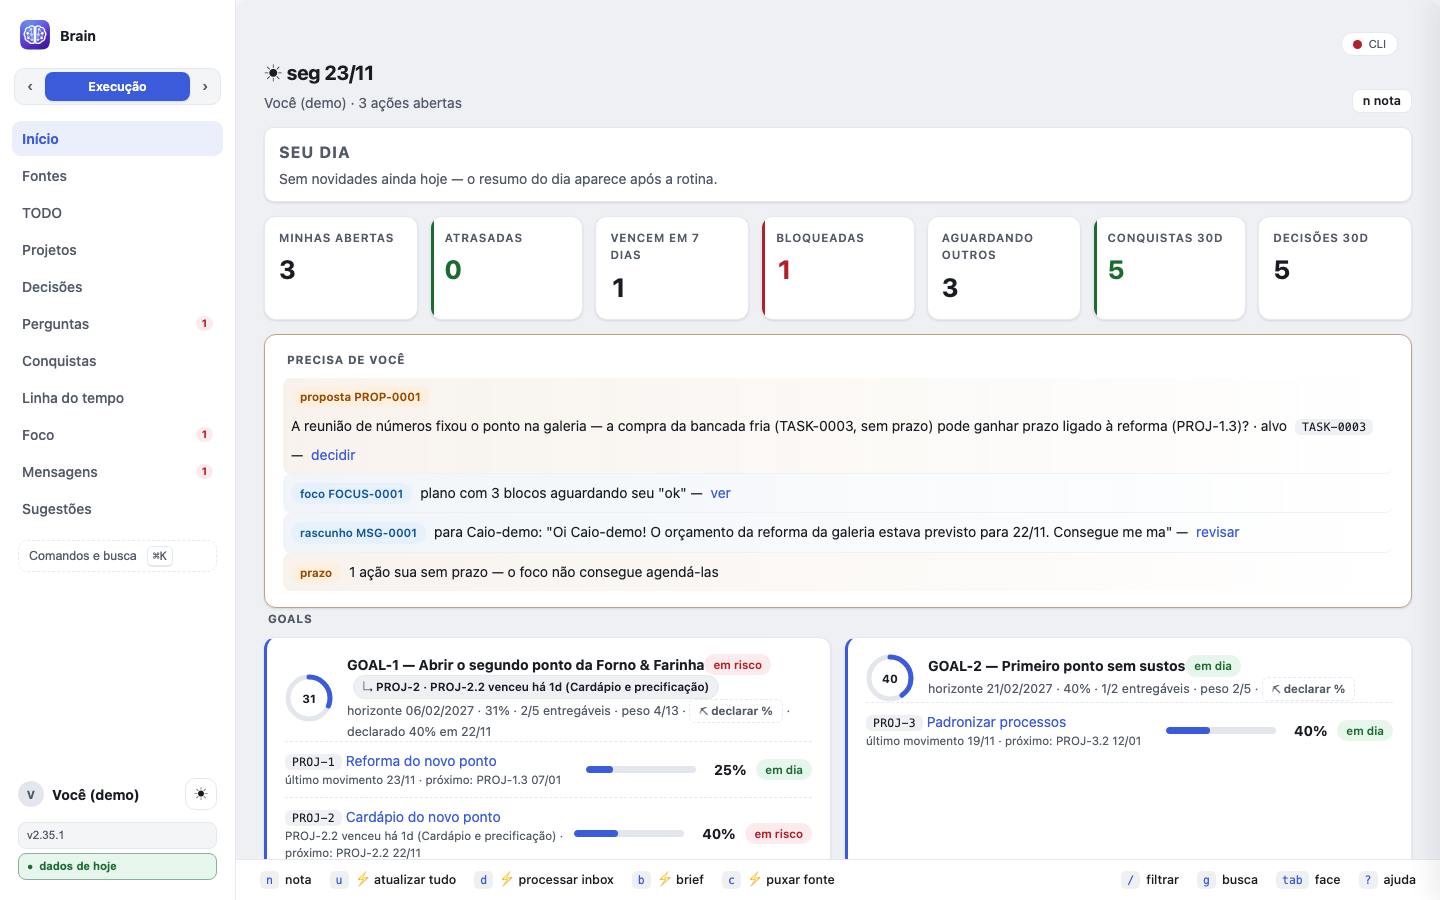 Brain
‹ Execução ›
Início
Fontes
TODO
Projetos
Decisões
Perguntas 1
Conquistas
Linha do tempo
Foco 1
Mensagens 1
Sugestões
Comandos e busca ⌘K
V Você (demo)
v2.35.1
dados de hoje
CLI
seg 23/11
Você (demo) · 3 ações abertas
n nota
SEU DIA
Sem novidades ainda hoje — o resumo do dia aparece após a rotina.
MINHAS ABERTAS
3
ATRASADAS
0
VENCEM EM 7
DIAS
1
BLOQUEADAS
1
AGUARDANDO
OUTROS
3
CONQUISTAS 30D
5
DECISÕES 30D
5
PRECISA DE VOCÊ
proposta PROP-0001
A reunião de números fixou o ponto na galeria — a compra da bancada fria (TASK-0003, sem prazo) pode ganhar prazo ligado à reforma (PROJ-1.3)? · alvo TASK-0003
— decidir
foco FOCUS-0001 plano com 3 blocos aguardando seu "ok" — ver
rascunho MSG-0001 para Caio-demo: "Oi Caio-demo! O orçamento da reforma da galeria estava previsto para 22/11. Consegue me ma" — revisar
prazo 1 ação sua sem prazo — o foco não consegue agendá-las
GOALS
31
GOAL-1 — Abrir o segundo ponto da Forno & Farinha em risco
↳ PROJ-2 · PROJ-2.2 venceu há 1d (Cardápio e precificação)
horizonte 06/02/2027 · 31% · 2/5 entregáveis · peso 4/13 · ↸ declarar % ·
declarado 40% em 22/11
PROJ-1 Reforma do novo ponto
último movimento 23/11 · próximo: PROJ-1.3 07/01
25% em dia
PROJ-2 Cardápio do novo ponto
PROJ-2.2 venceu há 1d (Cardápio e precificação) ·
próximo: PROJ-2.2 22/11
40% em risco
40
GOAL-2 — Primeiro ponto sem sustos em dia
horizonte 21/02/2027 · 40% · 1/2 entregáveis · peso 2/5 · ↸ declarar %
PROJ-3 Padronizar processos
último movimento 19/11 · próximo: PROJ-3.2 12/01
40% em dia
n nota u ⚡ atualizar tudo d ⚡ processar inbox b ⚡ brief c ⚡ puxar fonte / filtrar g busca tab face ? ajuda